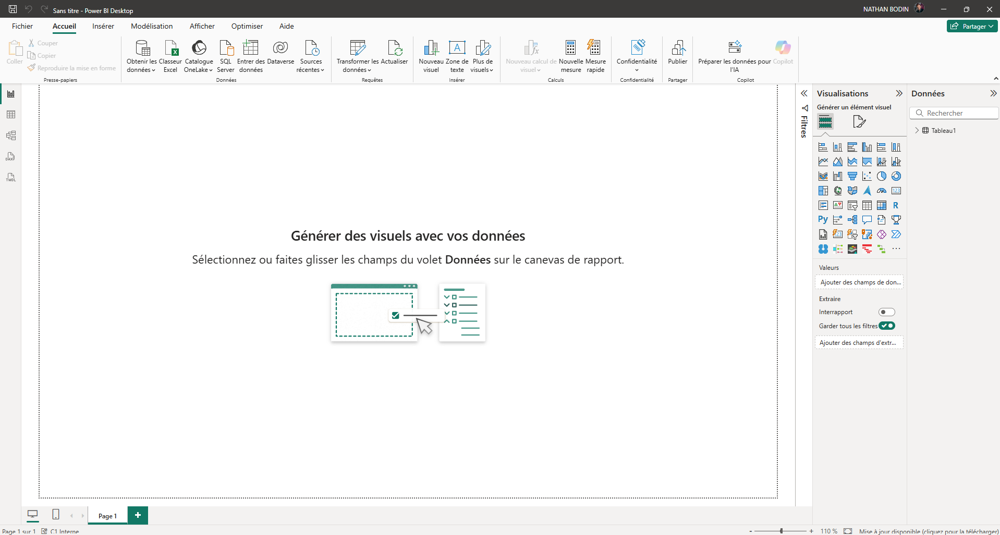 Sans titre - Power BI Desktop
NATHAN BODIN
Fichier
Accueil
Insérer
Modélisation
Afficher
Optimiser
Aide
Partager
Coller
Couper
Copier
Reproduire la mise en forme
Presse-papiers
Obtenir les
données
Classeur
Excel
Catalogue
OneLake
SQL
Server
Entrer des
données
Dataverse
Sources
récentes
Données
Transformer les
données
Actualiser
Requêtes
Nouveau
visuel
Zone de
texte
Plus de
visuels
Insérer
Nouveau calcul de
visuel
Nouvelle
mesure
Mesure
rapide
Calculs
Confidentialité
Confidentialité
Publier
Partager
Préparer les données pour
l'IA
Copilot
Copilot
DAX
TMDL
Générer des visuels avec vos données
Sélectionnez ou faites glisser les champs du volet Données sur le canevas de rapport.
Filtres
Visualisations
Générer un élément visuel
R
Py
123
123
Valeurs
Ajouter des champs de don...
Extraire
Interrapport
Garder tous les filtres
Ajouter des champs d'extr...
Données
Rechercher
Tableau1
Page 1
Page 1 sur 1
C1 Interne
- + 110 %
Mise à jour disponible (cliquez pour la télécharger)